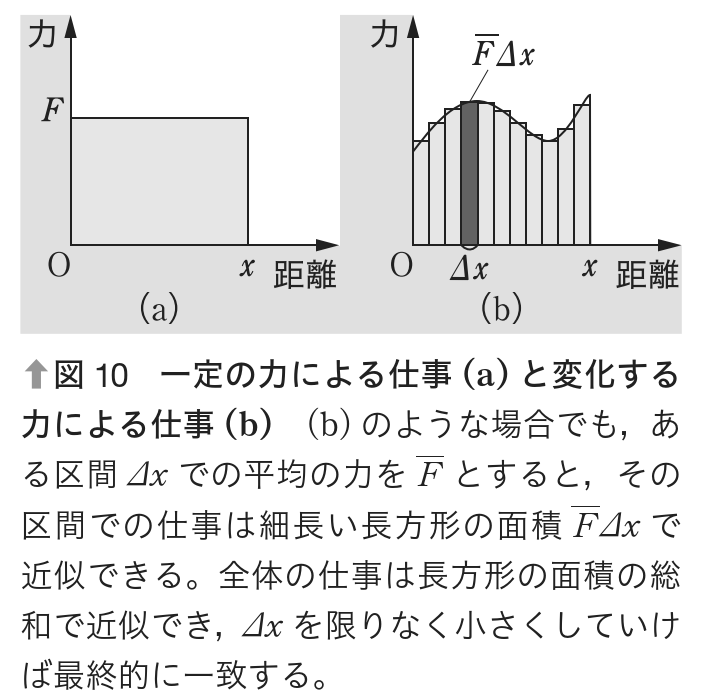 力
F
O
x
距離
(a)
力
F̅Δx
O
Δx
x
距離
(b)
⬆図 10 一定の力による仕事 (a) と変化する
力による仕事 (b) (b) のような場合でも，あ
る区間 Δx での平均の力を F̅ とすると，その
区間での仕事は細長い長方形の面積 F̅Δx で
近似できる。全体の仕事は長方形の面積の総
和で近似でき，Δx を限りなく小さくしていけ
ば最終的に一致する。